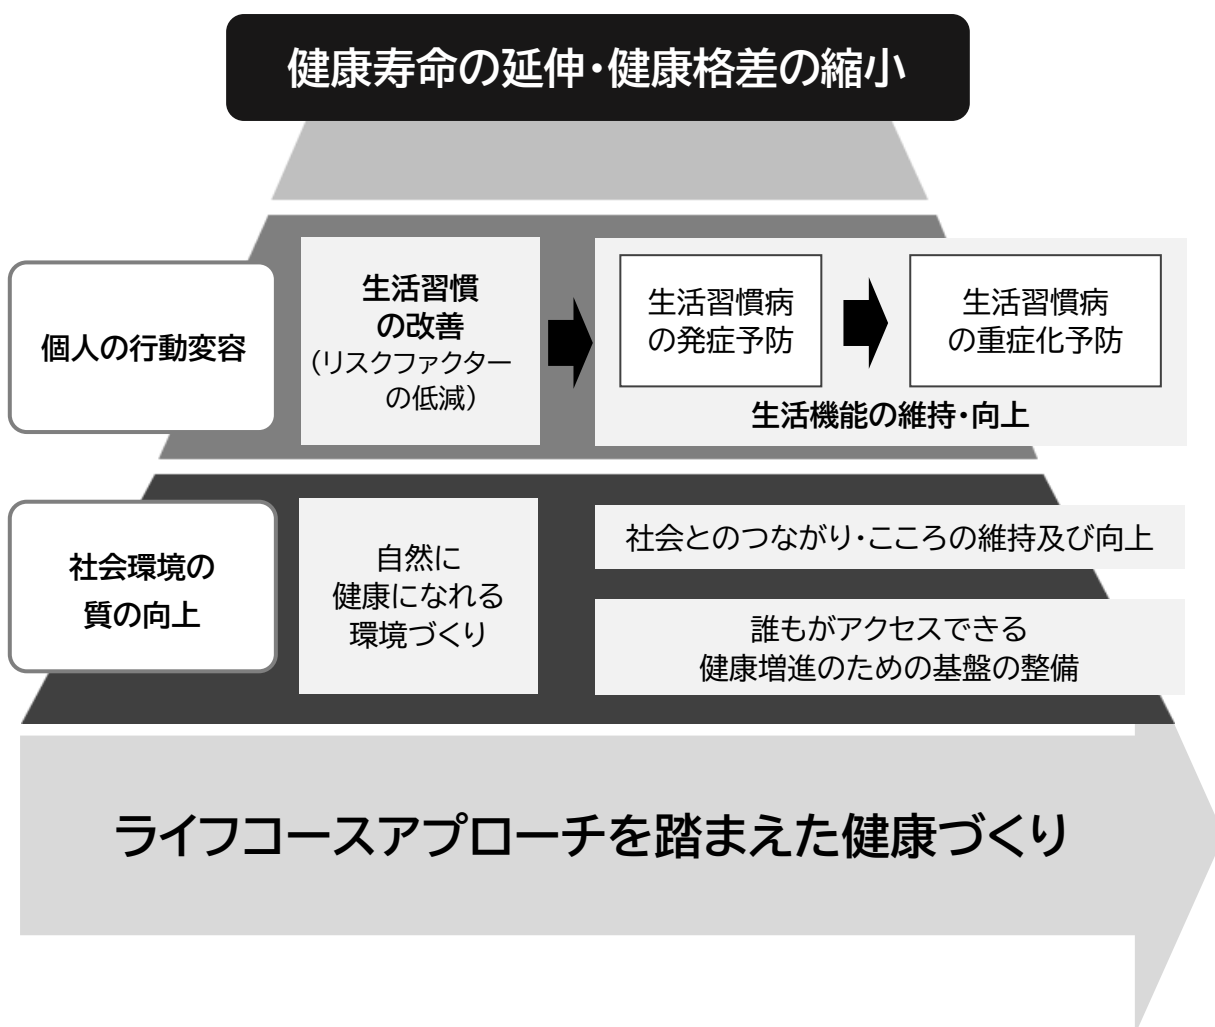 健康寿命の延伸・健康格差の縮小
個人の行動変容
生活習慣
の改善
（リスクファクター
の低減）
生活習慣病
の発症予防
生活習慣病
の重症化予防
生活機能の維持・向上
社会環境の
質の向上
自然に
健康になれる
環境づくり
社会とのつながり・こころの維持及び向上
誰もがアクセスできる
健康増進のための基盤の整備
ライフコースアプローチを踏まえた健康づくり